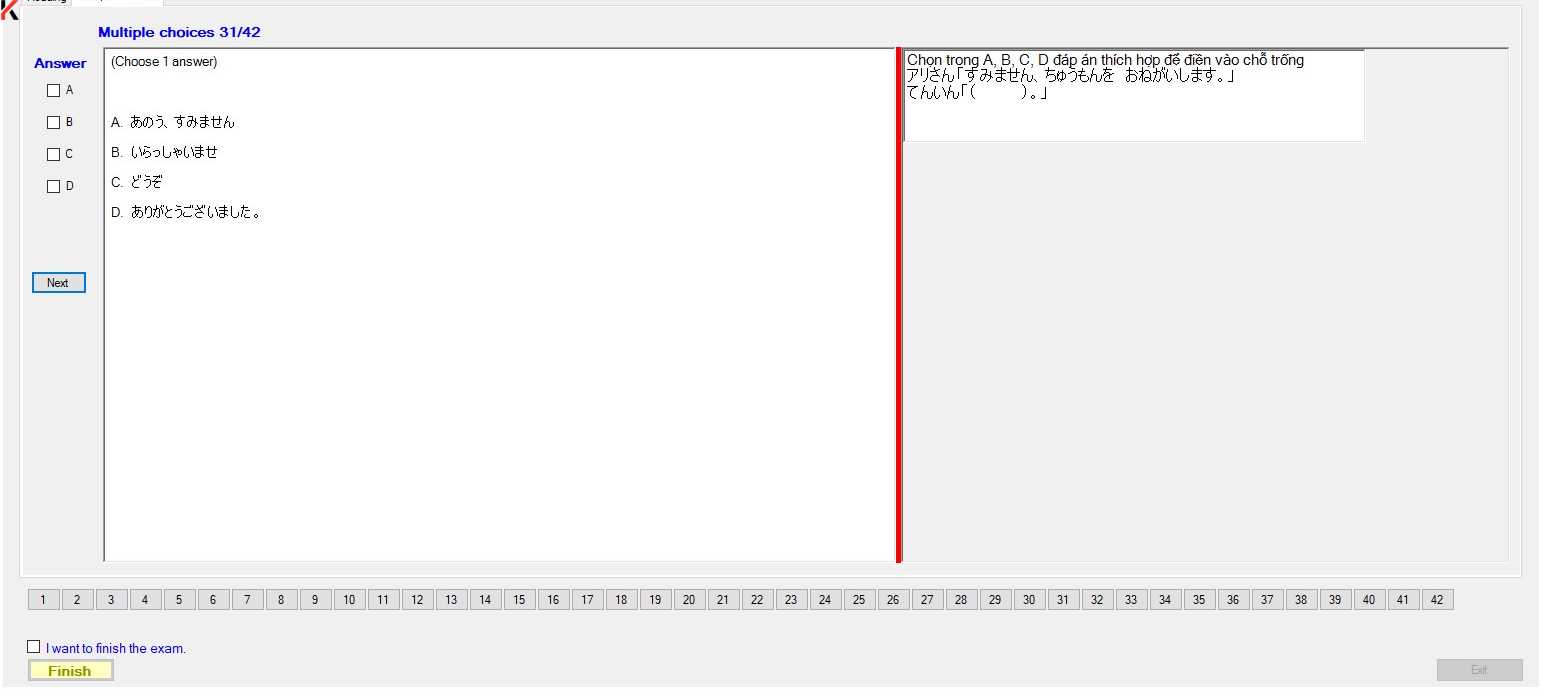 Multiple choices 31/42
Answer
A
B
C
D
Next
(Choose 1 answer)
A. あのう、すみません
B. いらっしゃいませ
C. どうぞ
D. ありがとうございました。
Chọn trong A, B, C, D đáp án thích hợp để điền vào chỗ trống
アリさん「すみません、ちゅうもんを　おねがいします。」
てんいん「(　　　)。」
1 2 3 4 5 6 7 8 9 10 11 12 13 14 15 16 17 18 19 20 21 22 23 24 25 26 27 28 29 30 31 32 33 34 35 36 37 38 39 40 41 42
I want to finish the exam.
Finish
Exit